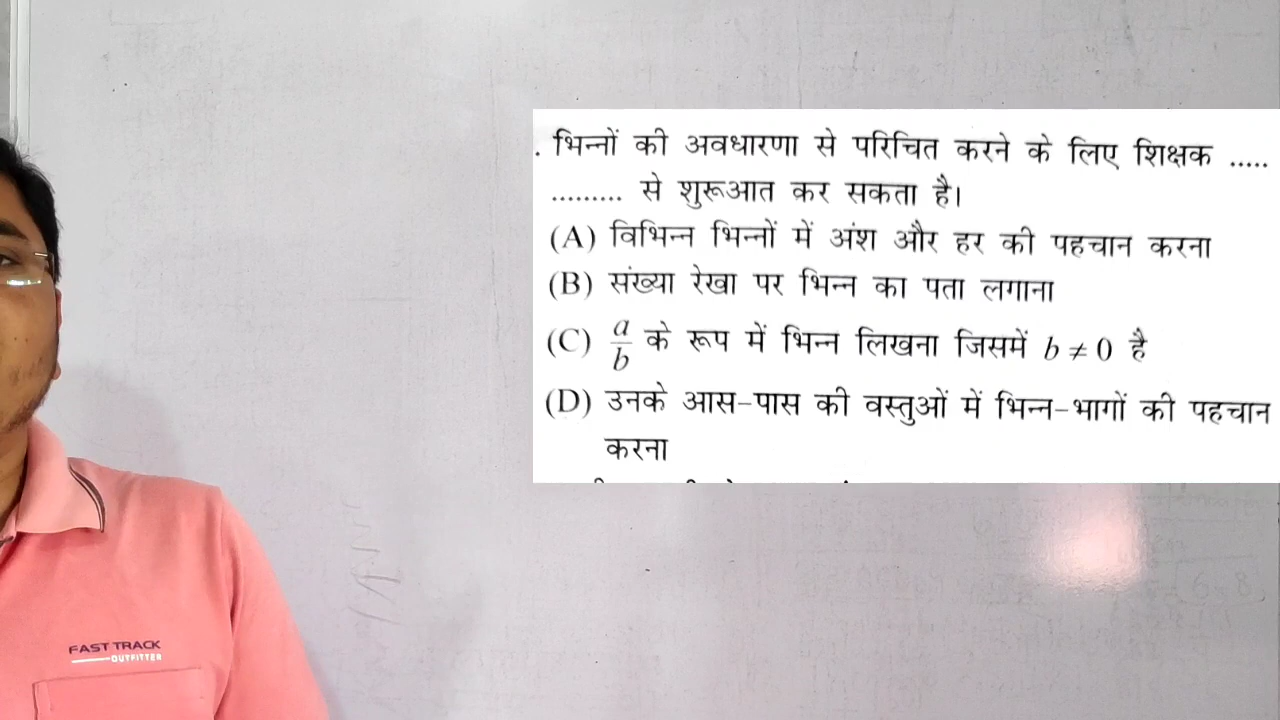 . भिन्नों की अवधारणा से परिचित करने के लिए शिक्षक .....
......... से शुरूआत कर सकता है।
(A) विभिन्न भिन्नों में अंश और हर की पहचान करना
(B) संख्या रेखा पर भिन्न का पता लगाना
(C) a/b के रूप में भिन्न लिखना जिसमें b ≠ 0 है
(D) उनके आस-पास की वस्तुओं में भिन्न-भागों की पहचान
करना
FAST TRACK
OUTFITTER